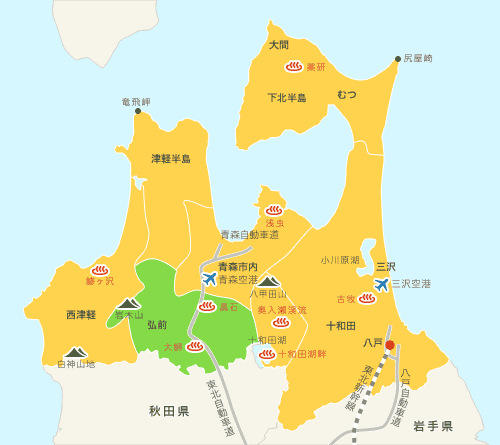 大間
尻屋崎
薬研
下北半島
むつ
竜飛岬
津軽半島
浅虫
青森自動車道
小川原湖
青森市内
三沢
鰺ヶ沢
青森空港
三沢空港
八甲田山
古牧
岩木山
黒石
奥入瀬渓流
西津軽
弘前
十和田
十和田湖
八戸
大鰐
十和田湖畔
白神山地
東北新幹線
八戸自動車道
東北自動車道
秋田県
岩手県